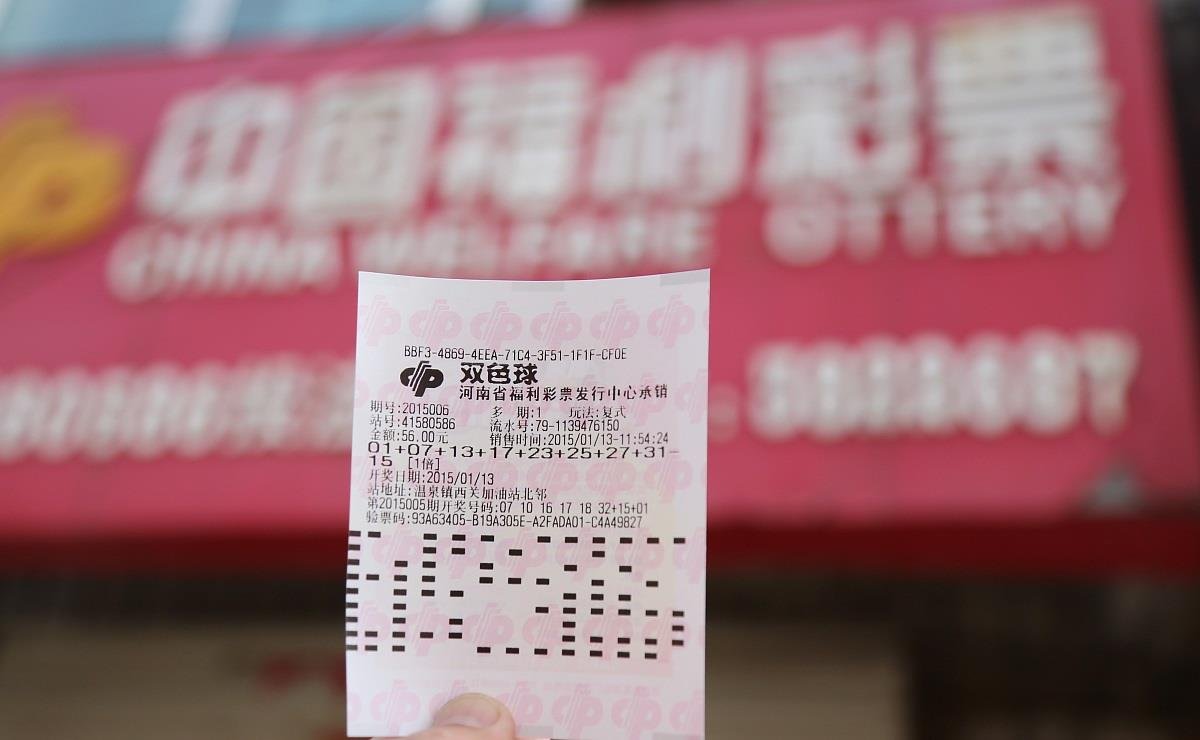 中国福利彩票
CHINA WELFARE LOTTERY
BBF3-4869-4EEA-71C4-3F51-1F1F-CF0E
双色球
河南省福利彩票发行中心承销
期号:2015006 多 期:1 玩法:复式
站号:41580586 流水号:79-1139476150
金额:56.00元 销售时间:2015/01/13-11:54:24
01+07+13+17+23+25+27+31-
15 [1倍]
开奖日期:2015/01/13
站地址:温泉镇西关加油站北邻
第2015005期开奖号码:07 10 16 17 18 32+15+01
验票码:93A63405-B19A305E-A2FADA01-C4A49827